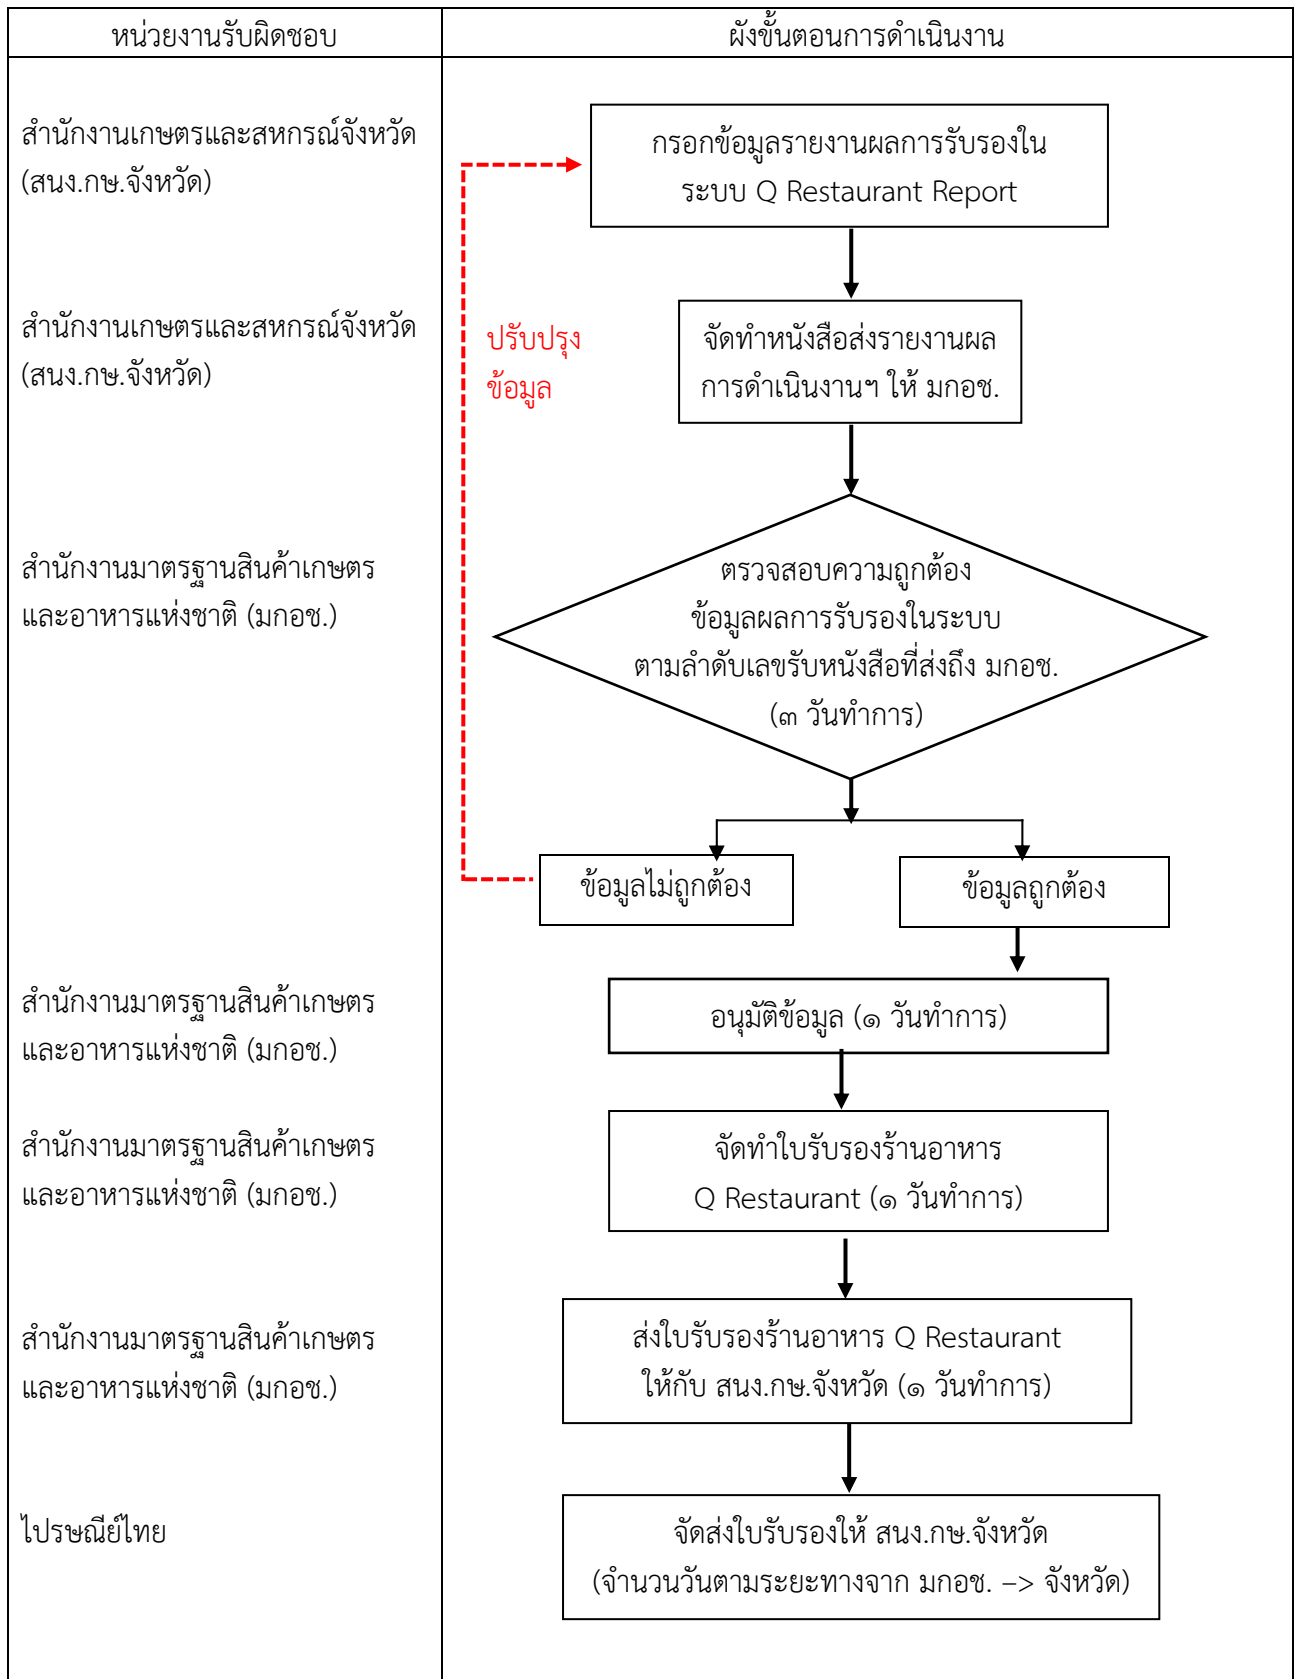 หน่วยงานรับผิดชอบ
ผังขั้นตอนการดำเนินงาน
สำนักงานเกษตรและสหกรณ์จังหวัด
(สนง.กษ.จังหวัด)
กรอกข้อมูลรายงานผลการรับรองใน
ระบบ Q Restaurant Report
สำนักงานเกษตรและสหกรณ์จังหวัด
(สนง.กษ.จังหวัด)
ปรับปรุง
ข้อมูล
จัดทำหนังสือส่งรายงานผล
การดำเนินงานฯ ให้ มกอช.
สำนักงานมาตรฐานสินค้าเกษตร
และอาหารแห่งชาติ (มกอช.)
ตรวจสอบความถูกต้อง
ข้อมูลผลการรับรองในระบบ
ตามลำดับเลขรับหนังสือที่ส่งถึง มกอช.
(๓ วันทำการ)
ข้อมูลไม่ถูกต้อง
ข้อมูลถูกต้อง
สำนักงานมาตรฐานสินค้าเกษตร
และอาหารแห่งชาติ (มกอช.)
อนุมัติข้อมูล (๑ วันทำการ)
สำนักงานมาตรฐานสินค้าเกษตร
และอาหารแห่งชาติ (มกอช.)
จัดทำใบรับรองร้านอาหาร
Q Restaurant (๑ วันทำการ)
สำนักงานมาตรฐานสินค้าเกษตร
และอาหารแห่งชาติ (มกอช.)
ส่งใบรับรองร้านอาหาร Q Restaurant
ให้กับ สนง.กษ.จังหวัด (๑ วันทำการ)
ไปรษณีย์ไทย
จัดส่งใบรับรองให้ สนง.กษ.จังหวัด
(จำนวนวันตามระยะทางจาก มกอช. –> จังหวัด)